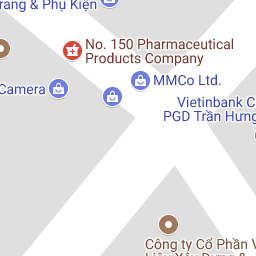 rang & Phụ Kiện
No. 150 Pharmaceutical
Products Company
MMCo Ltd.
Camera
Vietinbank C
PGD Trần Hưng
Công ty Cổ Phần V